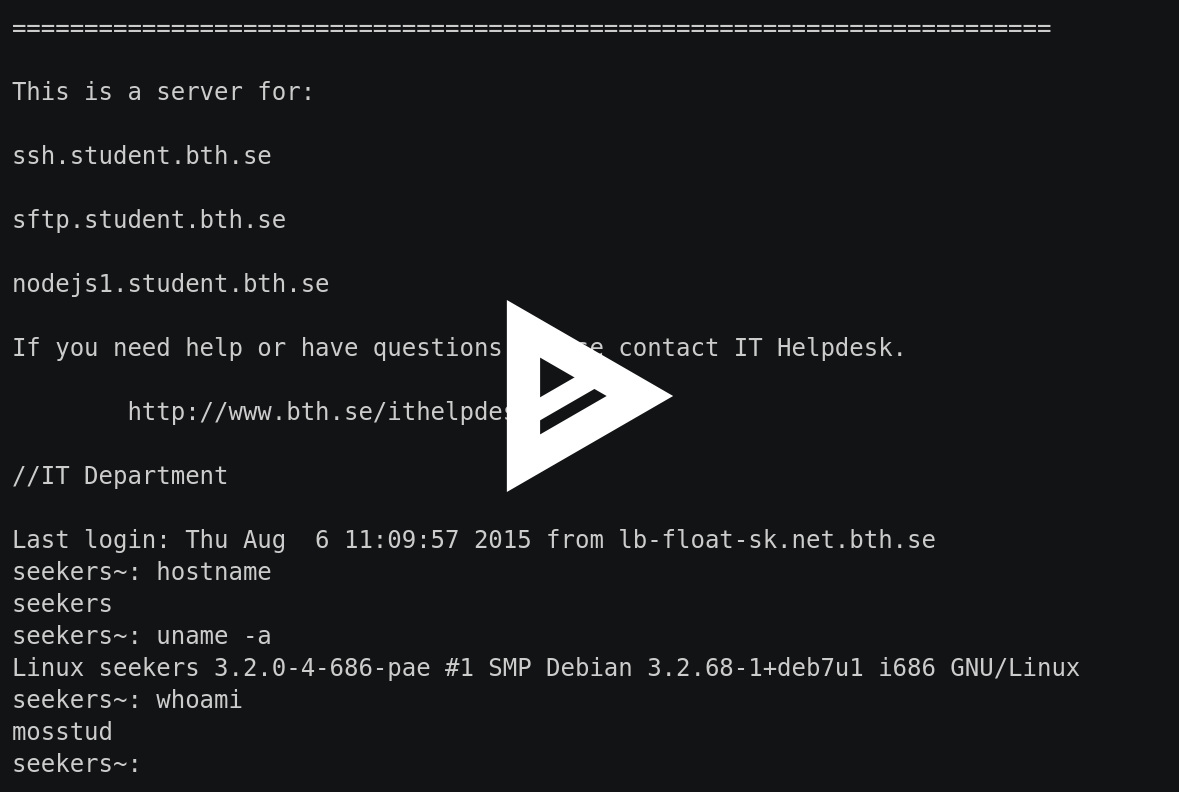 ========================================================================
This is a server for:
ssh.student.bth.se
sftp.student.bth.se
nodejs1.student.bth.se
If you need help or have questions contact IT Helpdesk.
http://www.bth.se/ithelpdes
//IT Department
Last login: Thu Aug  6 11:09:57 2015 from lb-float-sk.net.bth.se
seekers~: hostname
seekers
seekers~: uname -a
Linux seekers 3.2.0-4-686-pae #1 SMP Debian 3.2.68-1+deb7u1 i686 GNU/Linux
seekers~: whoami
mosstud
seekers~: